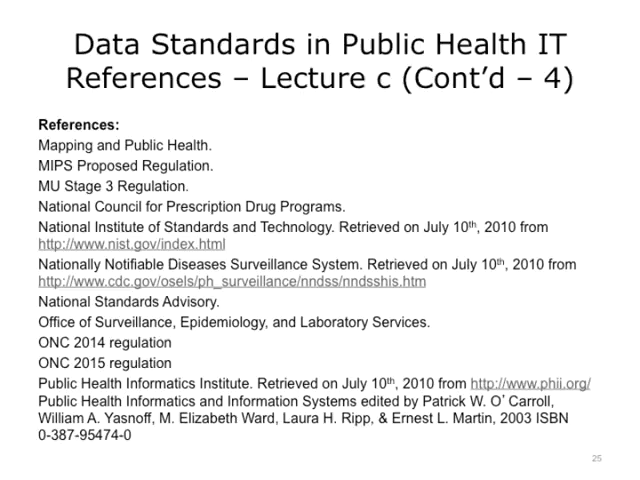 Data Standards in Public Health IT
References – Lecture c (Cont’d – 4)
References:
Mapping and Public Health.
MIPS Proposed Regulation.
MU Stage 3 Regulation.
National Council for Prescription Drug Programs.
National Institute of Standards and Technology. Retrieved on July 10th, 2010 from
http://www.nist.gov/index.html
Nationally Notifiable Diseases Surveillance System. Retrieved on July 10th, 2010 from
http://www.cdc.gov/osels/ph_surveillance/nndss/nndsshis.htm
National Standards Advisory.
Office of Surveillance, Epidemiology, and Laboratory Services.
ONC 2014 regulation
ONC 2015 regulation
Public Health Informatics Institute. Retrieved on July 10th, 2010 from http://www.phii.org/
Public Health Informatics and Information Systems edited by Patrick W. O’Carroll,
William A. Yasnoff, M. Elizabeth Ward, Laura H. Ripp, & Ernest L. Martin, 2003 ISBN
0-387-95474-0
25